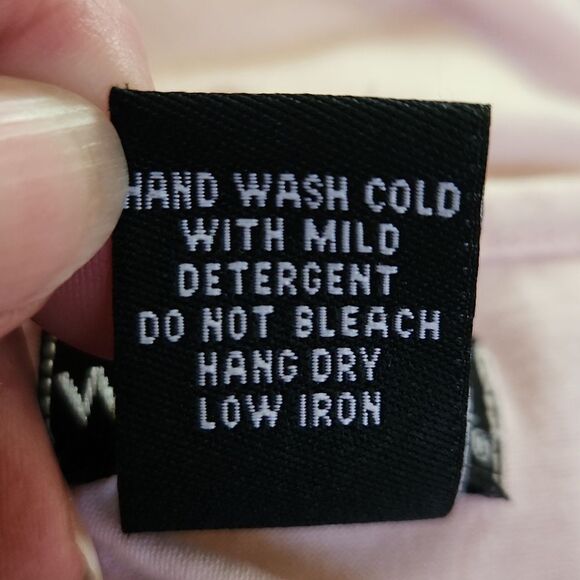 HAND WASH COLD
WITH MILD
DETERGENT
DO NOT BLEACH
HANG DRY
LOW IRON
W
®